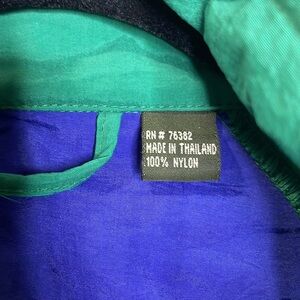 RN # 76382
MADE IN THAILAND
100% NYLON